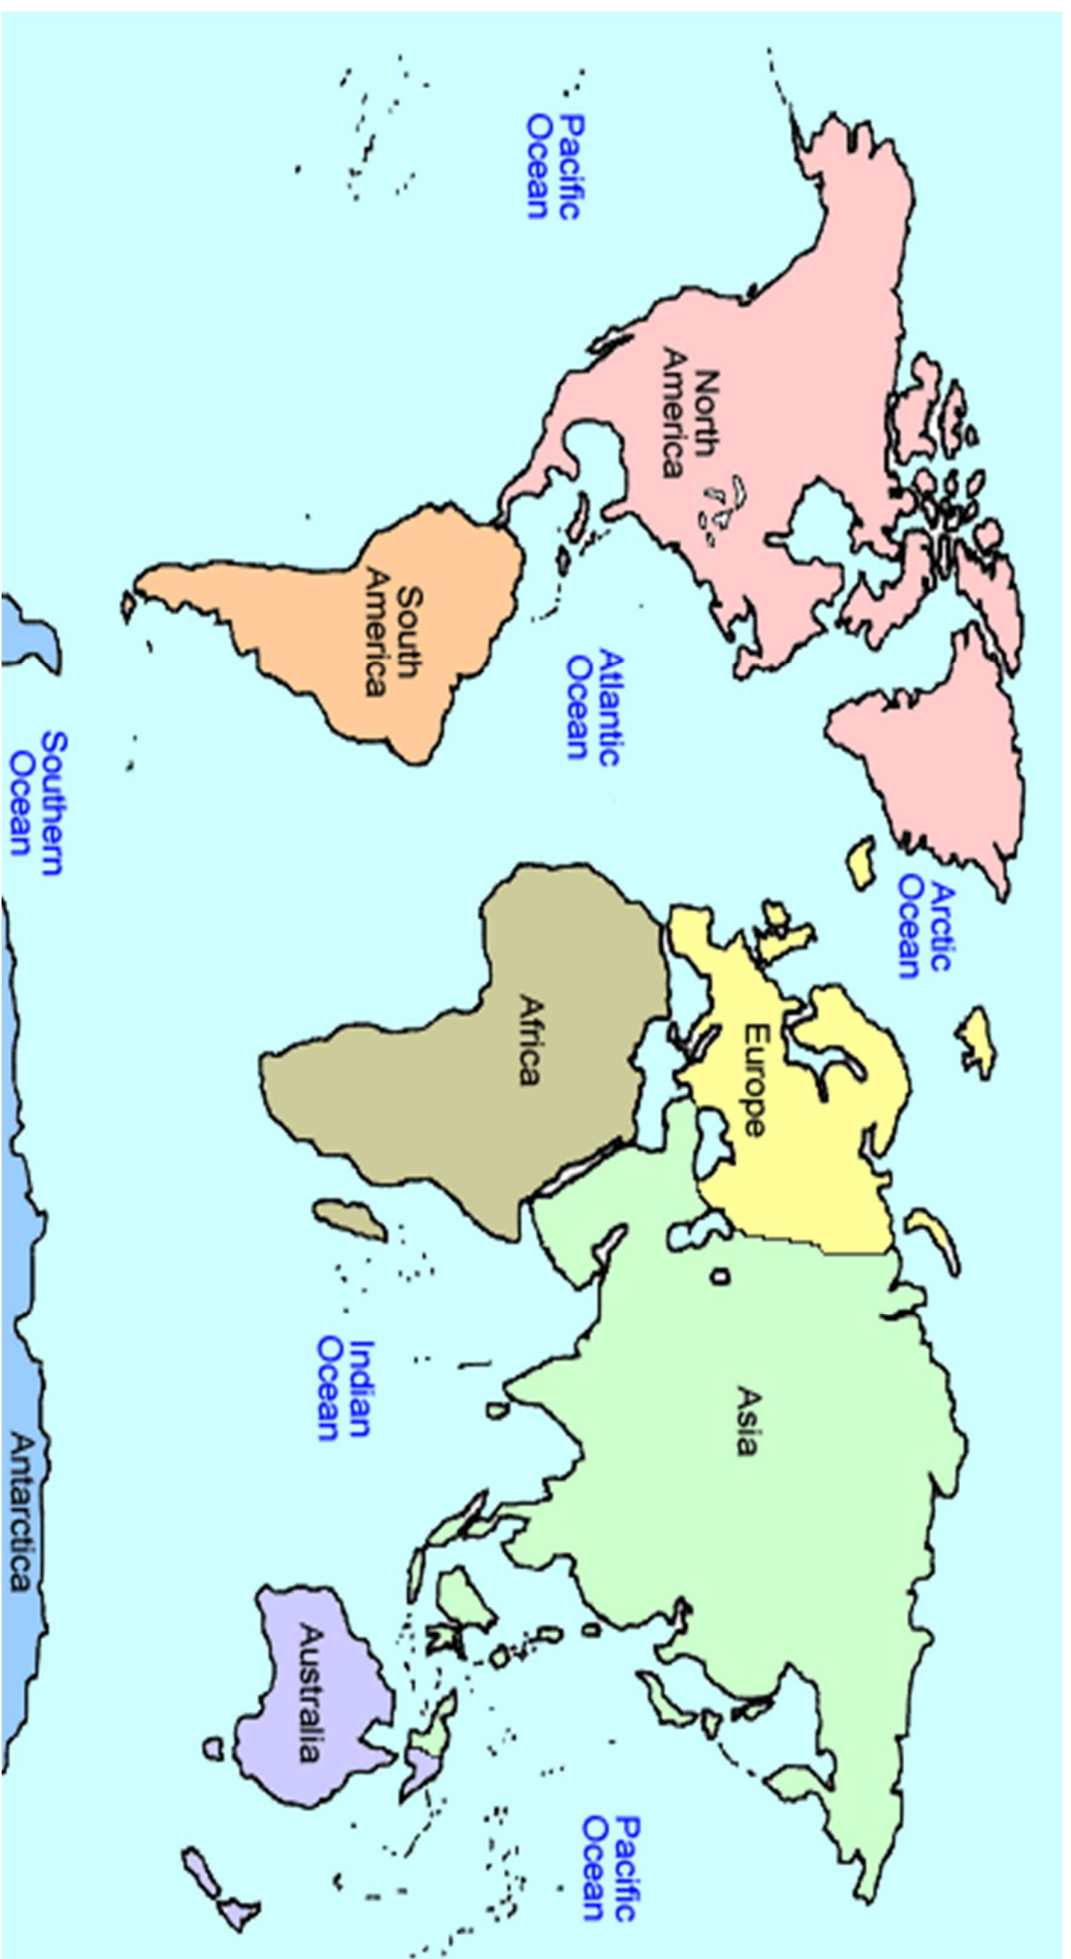 Arctic
Ocean
North
America
Europe
Asia
Pacific
Ocean
Atlantic
Ocean
Pacific
Ocean
Africa
South
America
Indian
Ocean
Australia
Southern
Ocean
Antarctica